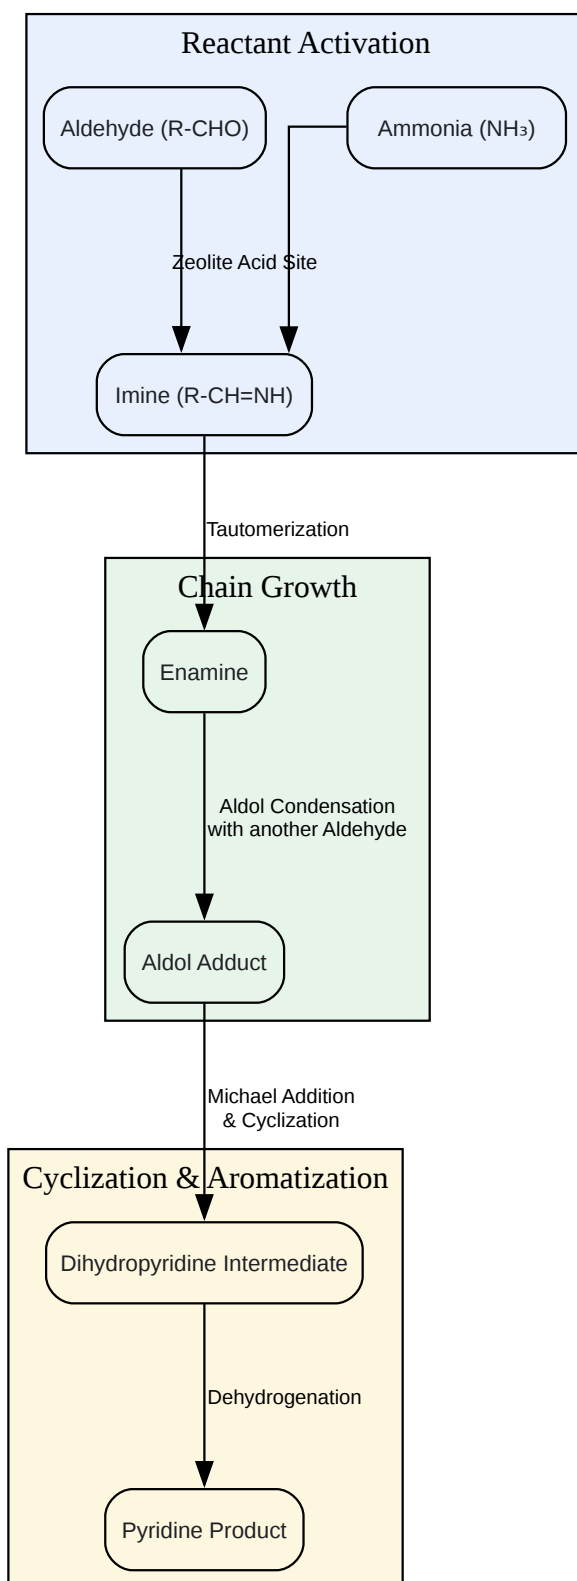 Reactant Activation
Aldehyde (R-CHO)
Ammonia (NH₃)
Zeolite Acid Site
Imine (R-CH=NH)
Tautomerization
Chain Growth
Enamine
Aldol Condensation
with another Aldehyde
Aldol Adduct
Michael Addition
& Cyclization
Cyclization & Aromatization
Dihydropyridine Intermediate
Dehydrogenation
Pyridine Product